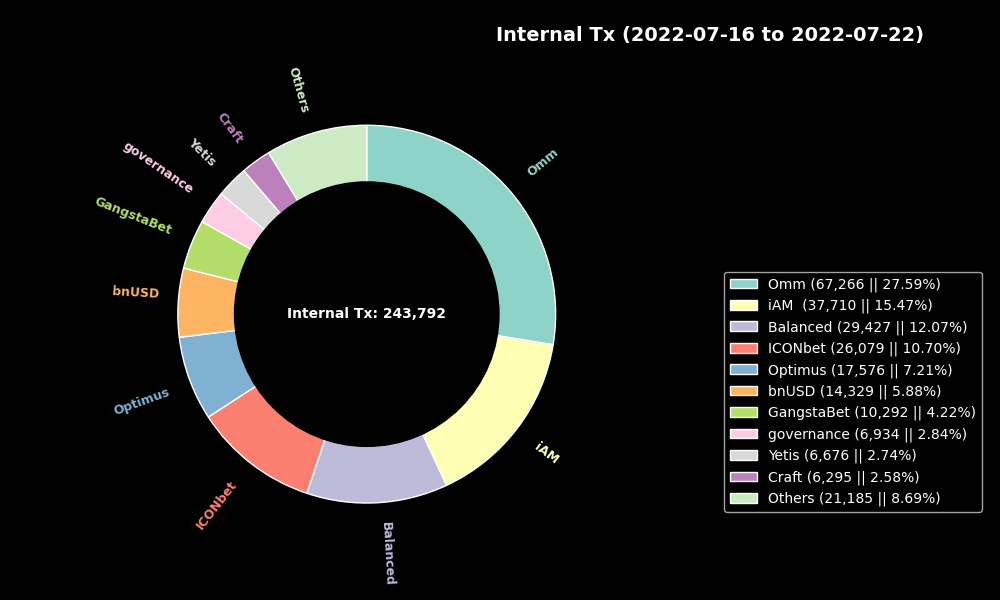 Internal Tx (2022-07-16 to 2022-07-22)
Others
Craft
Yetis
governance
GangstaBet
bnUSD
Optimus
ICONbet
Balanced
iAM
Omm
Internal Tx: 243,792
Omm (67,266 || 27.59%)
iAM  (37,710 || 15.47%)
Balanced (29,427 || 12.07%)
ICONbet (26,079 || 10.70%)
Optimus (17,576 || 7.21%)
bnUSD (14,329 || 5.88%)
GangstaBet (10,292 || 4.22%)
governance (6,934 || 2.84%)
Yetis (6,676 || 2.74%)
Craft (6,295 || 2.58%)
Others (21,185 || 8.69%)